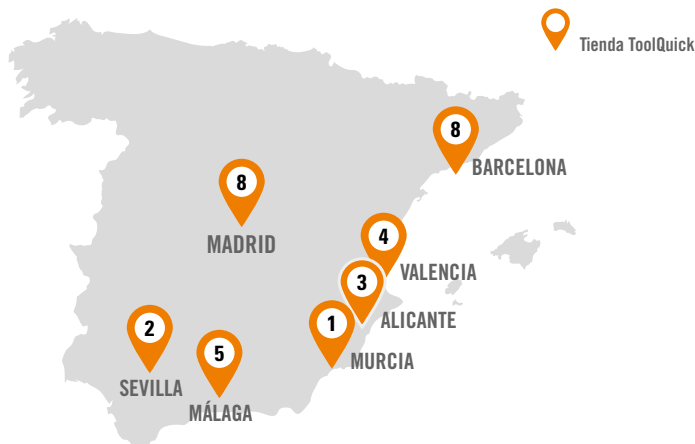 Tienda ToolQuick
8
BARCELONA
8
MADRID
4
VALENCIA
3
ALICANTE
1
MURCIA
2
SEVILLA
5
MÁLAGA